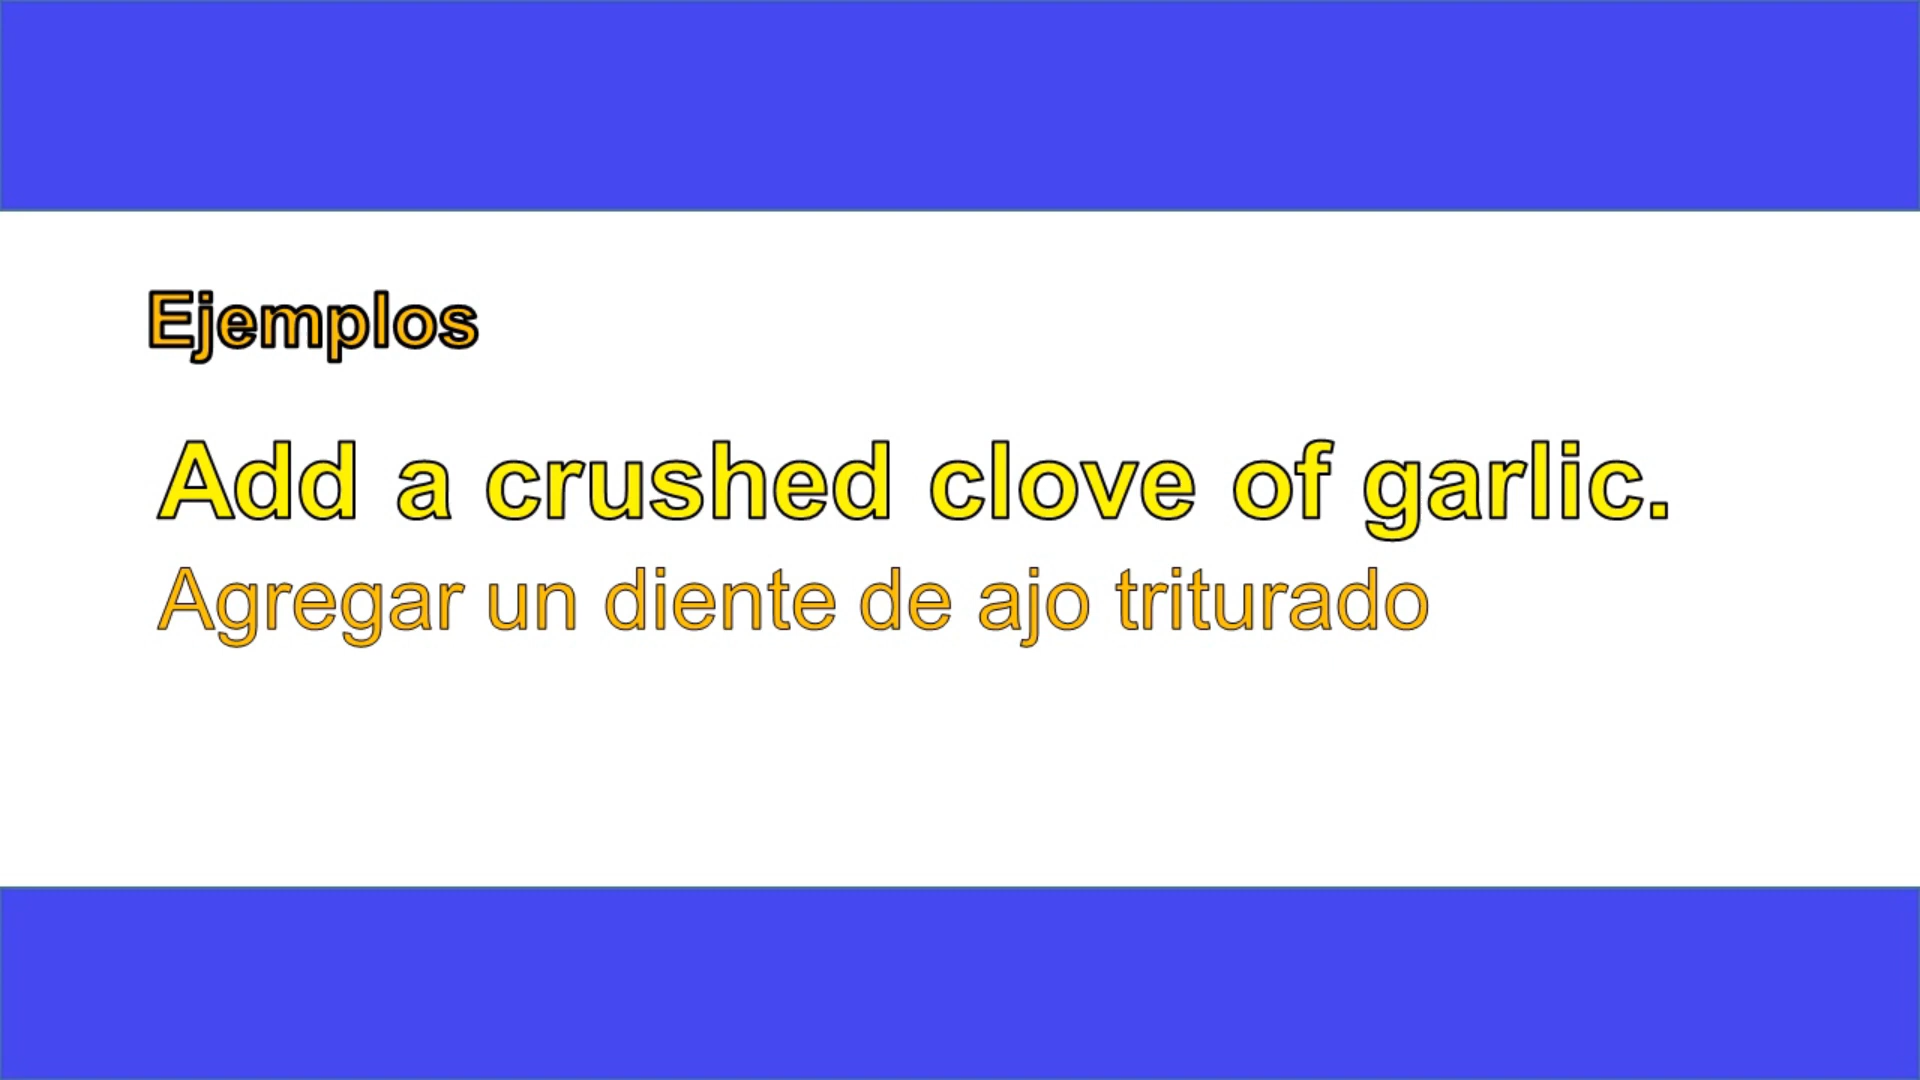 Ejemplos
Add a crushed clove of garlic.
Agregar un diente de ajo triturado